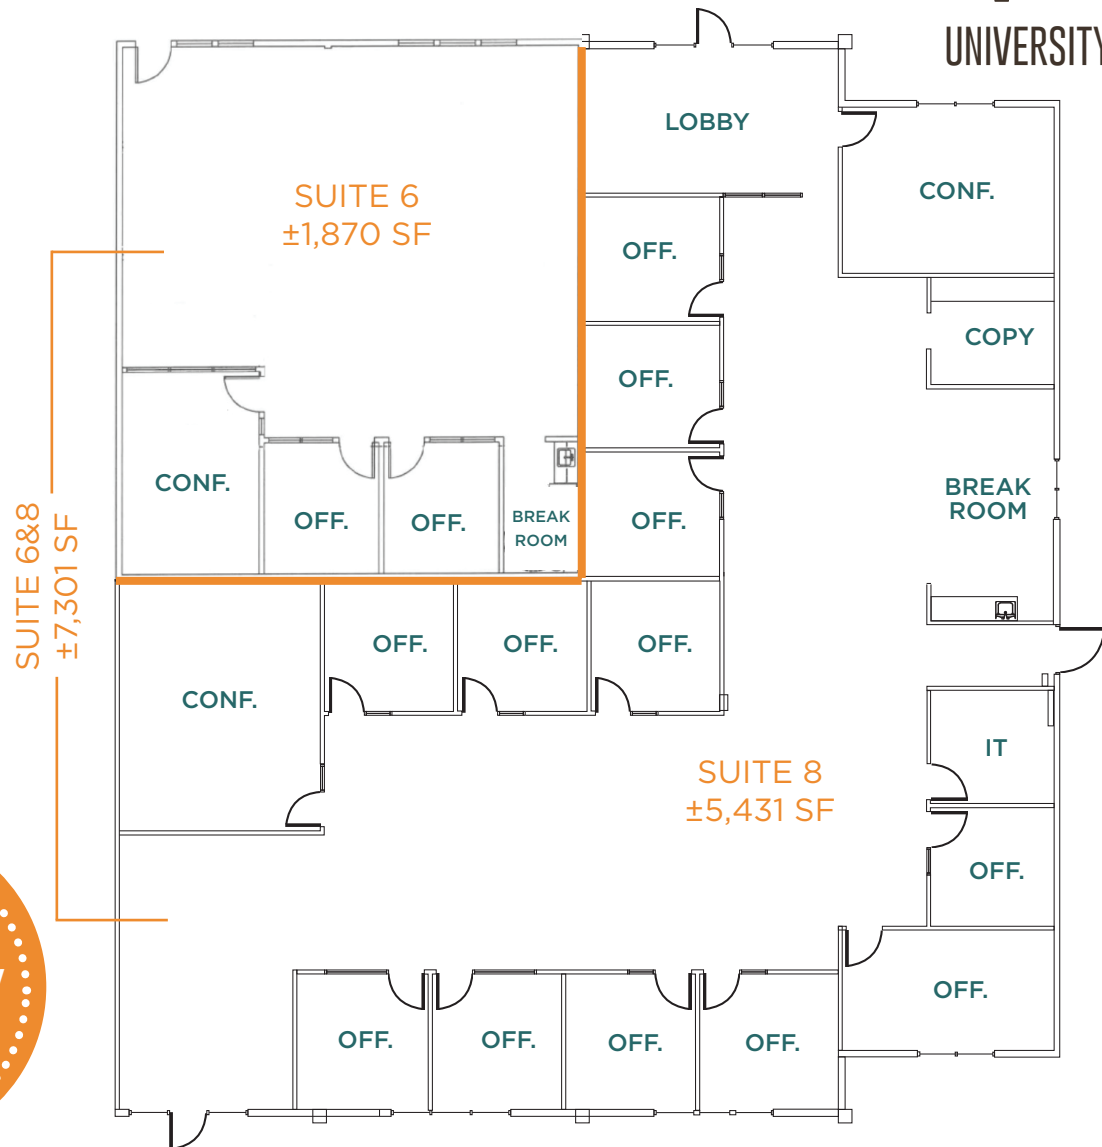 UNIVERSITY
LOBBY
SUITE 6
±1,870 SF
CONF.
OFF.
OFF.
COPY
CONF.
OFF.
OFF.
BREAK
ROOM
OFF.
BREAK
ROOM
SUITE 6&8
±7,301 SF
CONF.
OFF.
OFF.
OFF.
SUITE 8
±5,431 SF
IT
OFF.
OFF.
OFF.
OFF.
OFF.
OFF.